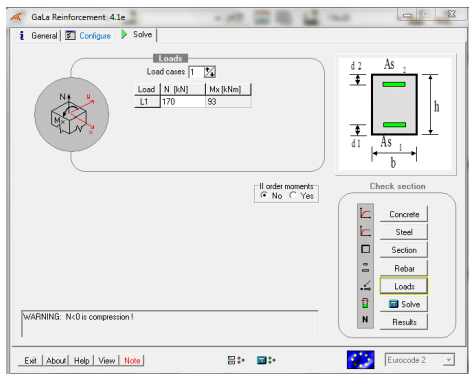 GaLa Reinforcement 4.1e
General Configure Solve
Loads
Load cases 1
Load N [kN] Mx [kNm]
L1 170 93
N
y
Mx
x
d 2 As 2
h
d 1 As 1
b
II order moments
No Yes
Check section
Concrete
Steel
Section
Rebar
Loads
Solve
N Results
WARNING: N<0 is compression !
Exit About Help View Note
Eurocode 2